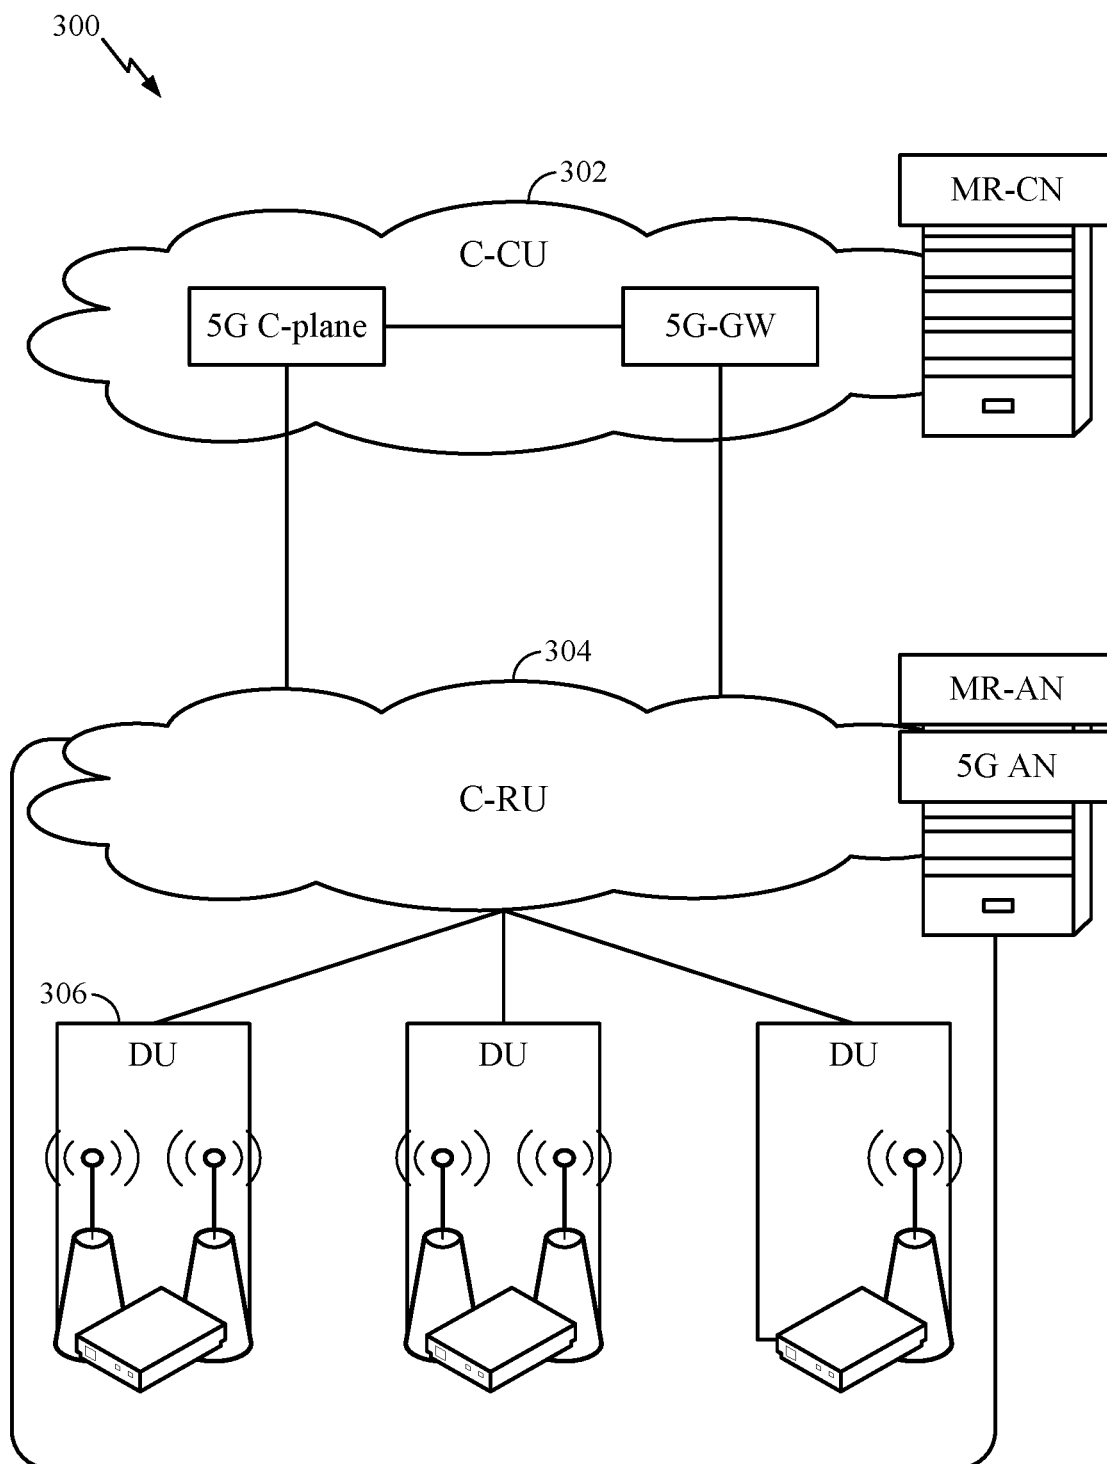 300
302
MR-CN
C-CU
5G C-plane
5G-GW
304
MR-AN
5G AN
C-RU
306
DU
DU
DU